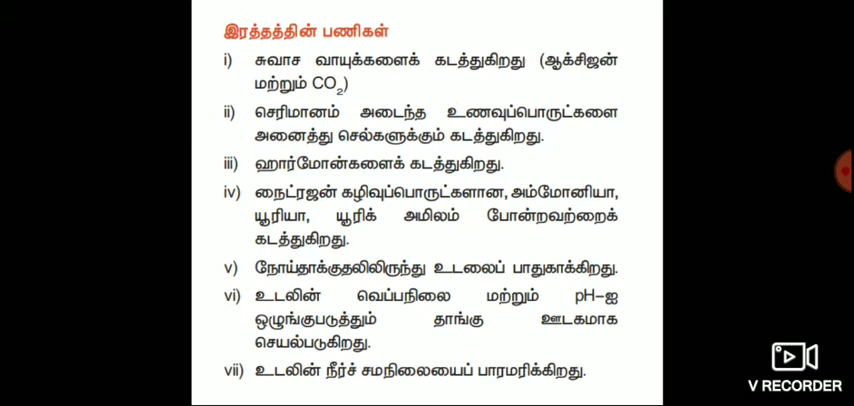 இரத்தத்தின் பணிகள்
i) சுவாச வாயுக்களைக் கடத்துகிறது (ஆக்சிஜன்
மற்றும் CO₂)
ii) செரிமானம் அடைந்த உணவுப்பொருட்களை
அனைத்து செல்களுக்கும் கடத்துகிறது.
iii) ஹார்மோன்களைக் கடத்துகிறது.
iv) நைட்ரஜன் கழிவுப்பொருட்களான, அம்மோனியா,
யூரியா, யூரிக் அமிலம் போன்றவற்றைக்
கடத்துகிறது.
v) நோய்தாக்குதலிலிருந்து உடலைப் பாதுகாக்கிறது.
vi) உடலின் வெப்பநிலை மற்றும் pH–ஐ
ஒழுங்குபடுத்தும் தாங்கு ஊடகமாக
செயல்படுகிறது.
vii) உடலின் நீர்ச் சமநிலையைப் பாரமரிக்கிறது.
V RECORDER